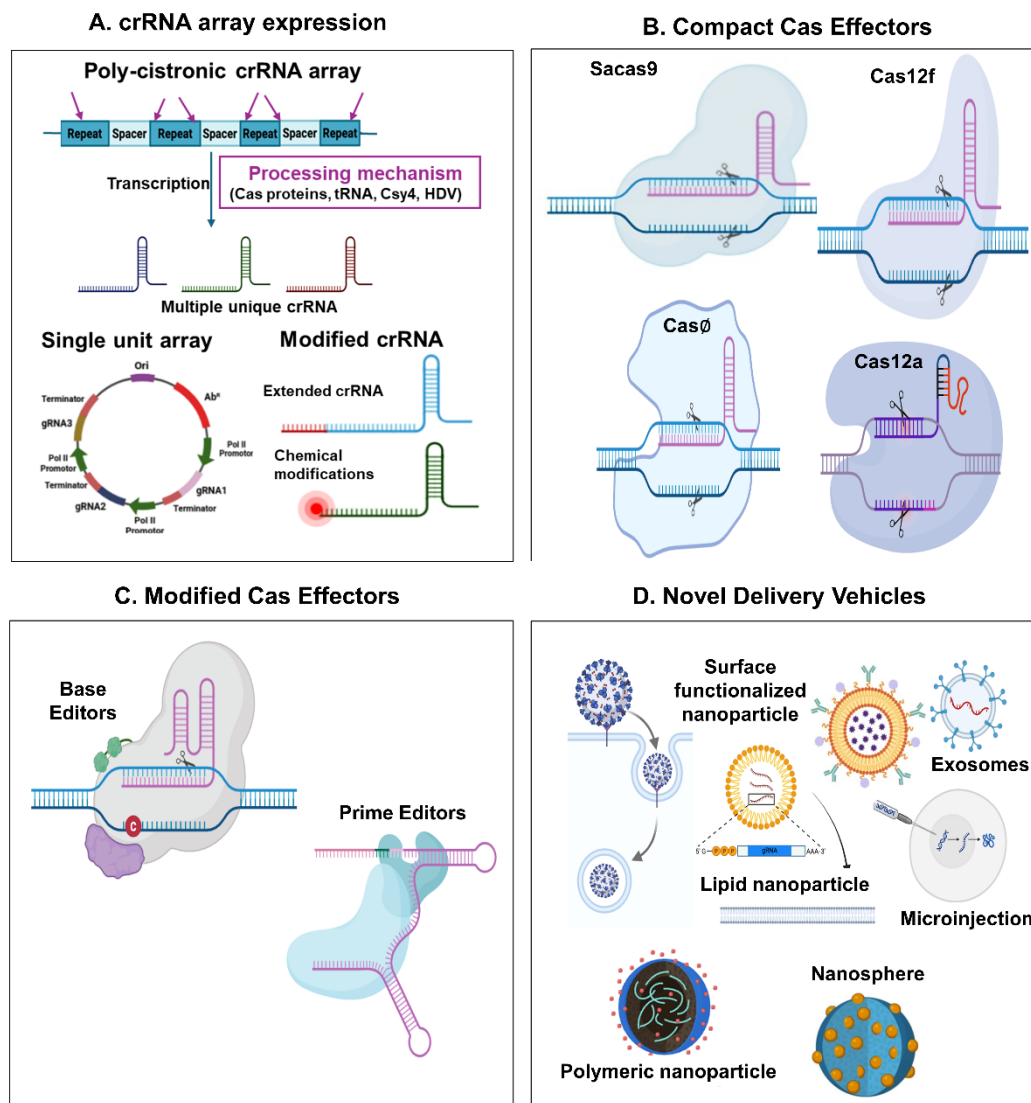 A. crRNA array expression
Poly-cistronic crRNA array
Repeat Spacer Repeat Spacer Repeat Spacer Repeat
Transcription
Processing mechanism
(Cas proteins, tRNA, Csy4, HDV)
Multiple unique crRNA
Single unit array
Ori
Abᴿ
Terminator
gRNA3
Pol II
Promotor
Pol II
Promotor
Terminator
gRNA2
gRNA1
Terminator
Pol II
Promotor
Modified crRNA
Extended crRNA
Chemical
modifications
B. Compact Cas Effectors
Sacas9
Cas12f
CasØ
Cas12a
C. Modified Cas Effectors
Base
Editors
C
Prime Editors
D. Novel Delivery Vehicles
Surface
functionalized
nanoparticle
Exosomes
5' G P P P gRNA AAA-3'
Lipid nanoparticle
Microinjection
Polymeric nanoparticle
Nanosphere